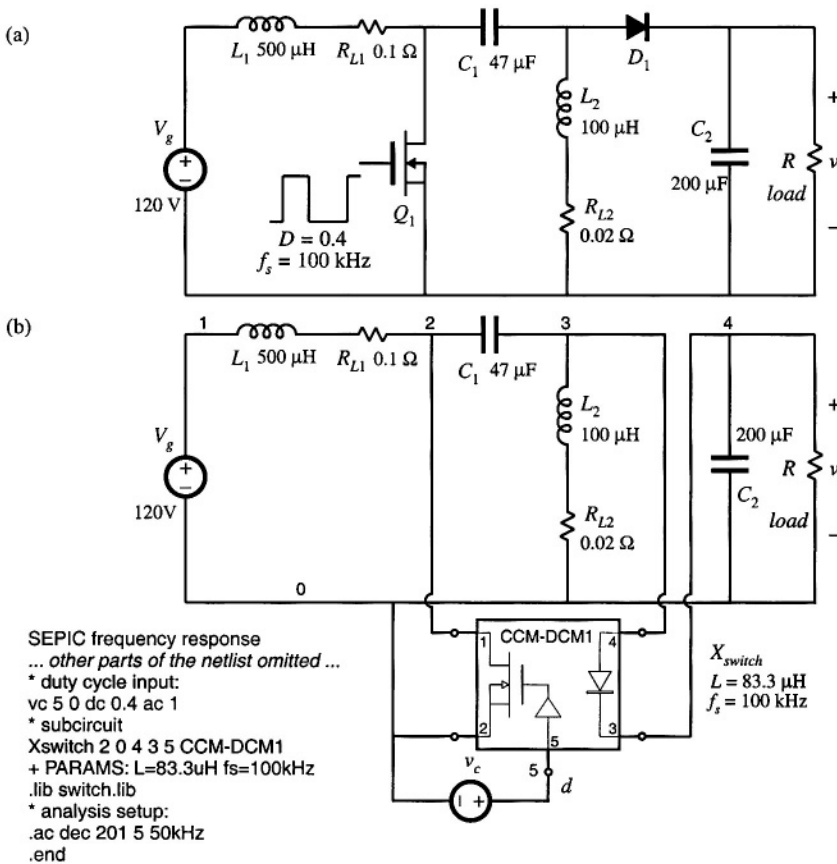 (a)
L1 500 μH
RL1 0.1 Ω
C1 47 μF
D1
L2
100 μH
C2
200 μF
R
load
+
v
−
Vg
+
−
120 V
Q1
D = 0.4
fs = 100 kHz
RL2
0.02 Ω
(b)
1
2
3
4
L1 500 μH
RL1 0.1 Ω
C1 47 μF
L2
100 μH
200 μF
C2
R
load
+
v
−
Vg
+
−
120V
RL2
0.02 Ω
0
CCM-DCM1
1
2
4
3
5
Xswitch
L = 83.3 μH
fs = 100 kHz
vc
− +
5
d
SEPIC frequency response
... other parts of the netlist omitted ...
* duty cycle input:
vc 5 0 dc 0.4 ac 1
* subcircuit
Xswitch 2 0 4 3 5 CCM-DCM1
+ PARAMS: L=83.3uH fs=100kHz
.lib switch.lib
* analysis setup:
.ac dec 201 5 50kHz
.end